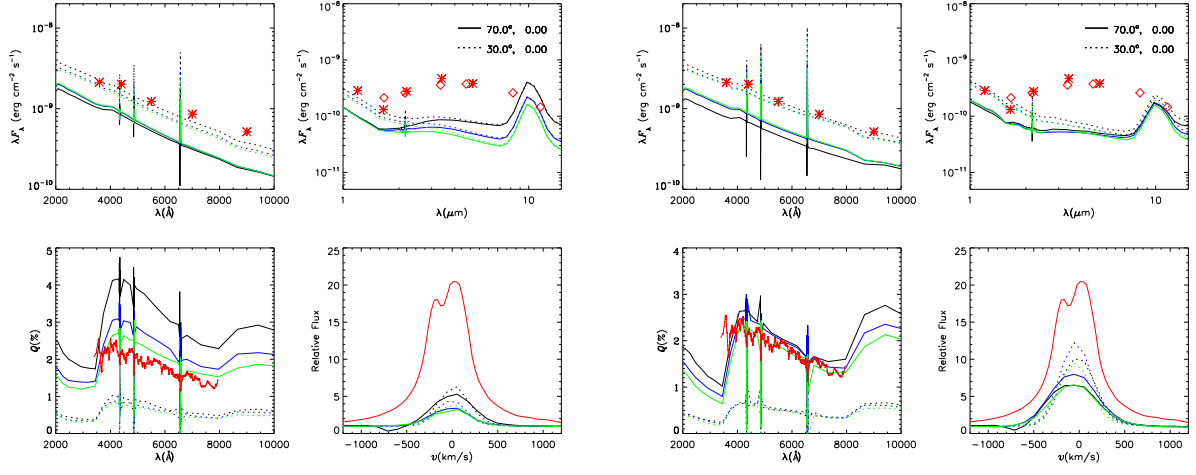 10⁻⁸
10⁻⁹
10⁻¹⁰
λF_λ (erg cm⁻² s⁻¹)
2000 4000 6000 8000 10000
λ(Å)
10⁻⁸
10⁻⁹
10⁻¹⁰
10⁻¹¹
λF_λ (erg cm⁻² s⁻¹)
70.0°, 0.00
30.0°, 0.00
1 10
λ(μm)
10⁻⁸
10⁻⁹
10⁻¹⁰
λF_λ (erg cm⁻² s⁻¹)
2000 4000 6000 8000 10000
λ(Å)
10⁻⁸
10⁻⁹
10⁻¹⁰
10⁻¹¹
λF_λ (erg cm⁻² s⁻¹)
70.0°, 0.00
30.0°, 0.00
1 10
λ(μm)
5
4
3
2
1
0
Q(%)
2000 4000 6000 8000 10000
λ(Å)
25
20
15
10
5
0
Relative Flux
−1000 −500 0 500 1000
v(km/s)
4
3
2
1
0
Q(%)
2000 4000 6000 8000 10000
λ(Å)
25
20
15
10
5
0
Relative Flux
−1000 −500 0 500 1000
v(km/s)